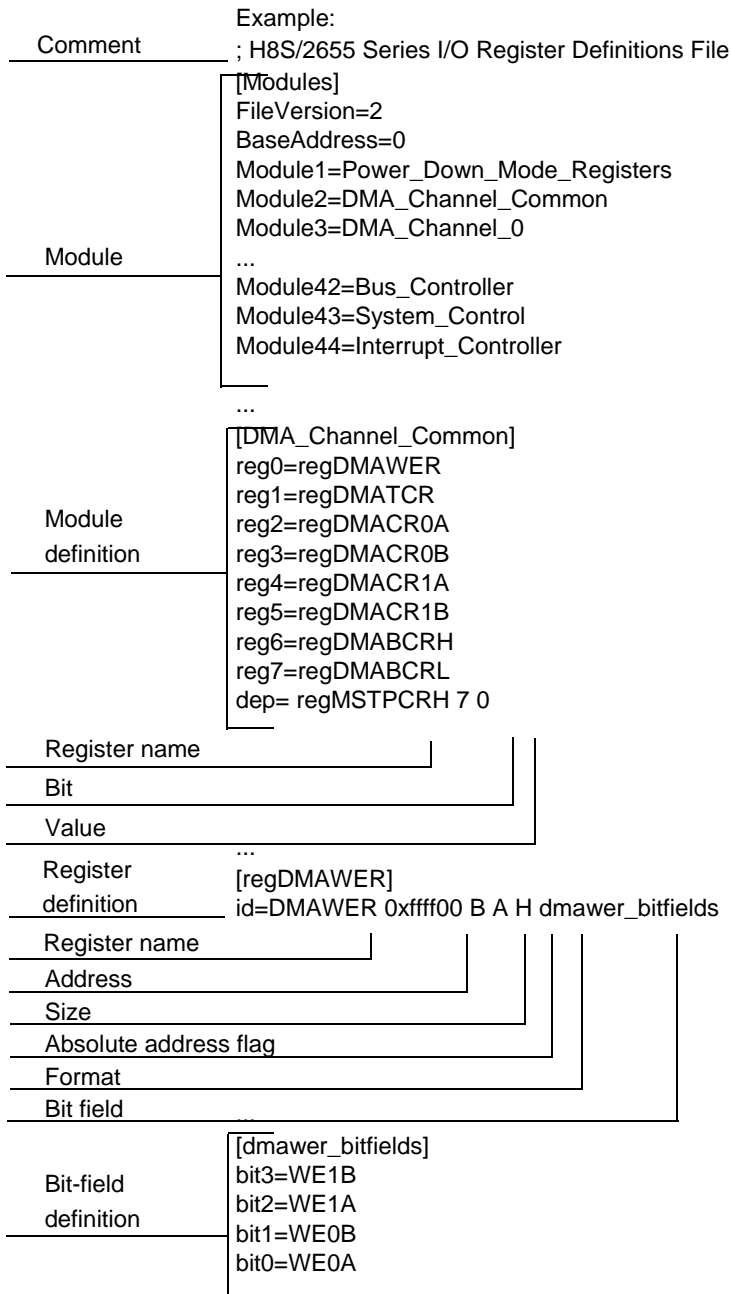 Example:
Comment ; H8S/2655 Series I/O Register Definitions File
[Modules]
FileVersion=2
BaseAddress=0
Module1=Power_Down_Mode_Registers
Module2=DMA_Channel_Common
Module3=DMA_Channel_0
Module ...
Module42=Bus_Controller
Module43=System_Control
Module44=Interrupt_Controller
...
[DMA_Channel_Common]
reg0=regDMAWER
reg1=regDMATCR
Module reg2=regDMACR0A
definition reg3=regDMACR0B
reg4=regDMACR1A
reg5=regDMACR1B
reg6=regDMABCRH
reg7=regDMABCRL
dep= regMSTPCRH 7 0
Register name
Bit
Value
...
Register [regDMAWER]
definition id=DMAWER 0xffff00 B A H dmawer_bitfields
Register name
Address
Size
Absolute address flag
Format
Bit field ...
[dmawer_bitfields]
bit3=WE1B
Bit-field bit2=WE1A
definition bit1=WE0B
bit0=WE0A